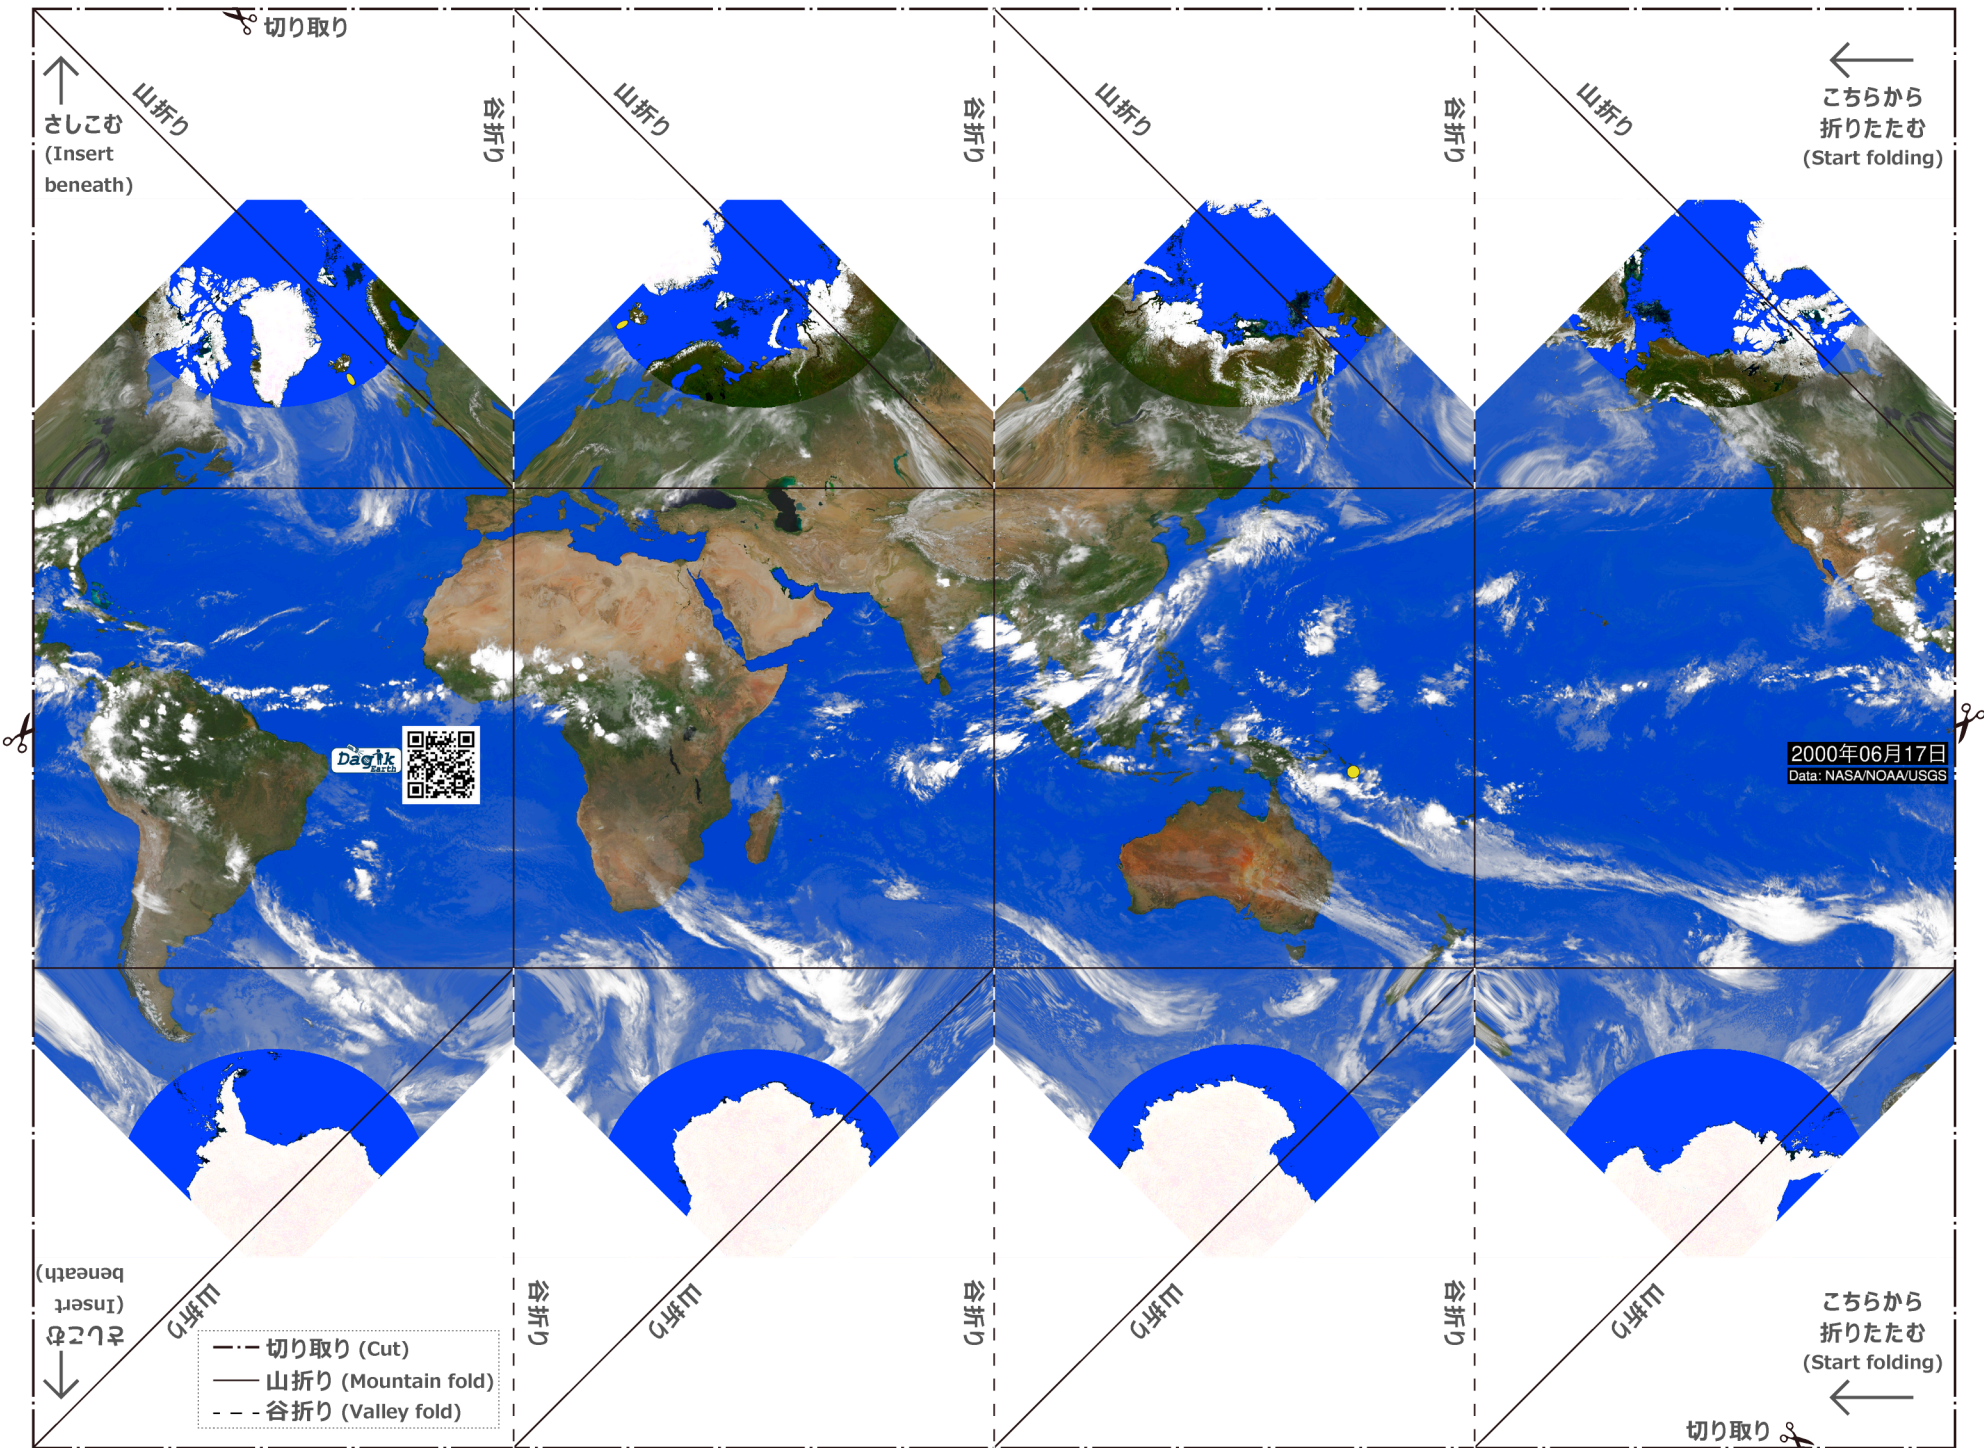 切り取り
山折り
谷折り
山折り
谷折り
山折り
谷折り
山折り
こちらから
折りたたむ
(Start folding)
さしこむ
(Insert
beneath)
Dagik
Earth
2000年06月17日
Data: NASA/NOAA/USGS
さしこむ
(Insert
beneath)
山折り
谷折り
山折り
谷折り
山折り
谷折り
山折り
こちらから
折りたたむ
(Start folding)
切り取り (Cut)
山折り (Mountain fold)
谷折り (Valley fold)
切り取り